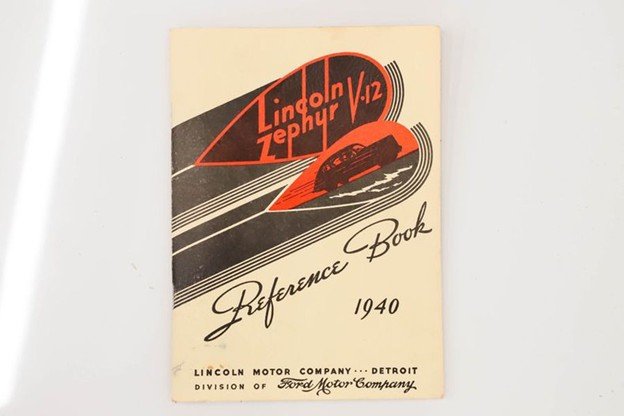 Lincoln
Zephyr V·12
Reference Book
1940
LINCOLN MOTOR COMPANY··· DETROIT
DIVISION OF Ford Motor Company